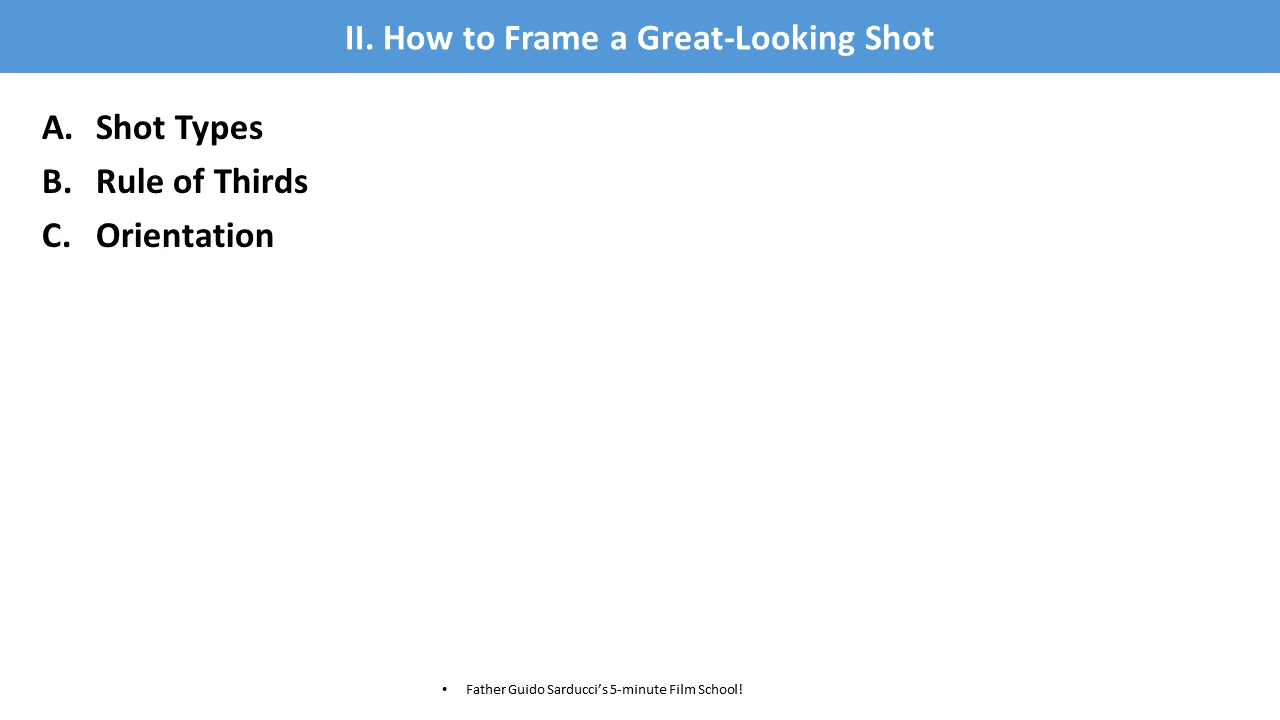 II. How to Frame a Great-Looking Shot
A. Shot Types
B. Rule of Thirds
C. Orientation
• Father Guido Sarducci’s 5-minute Film School!